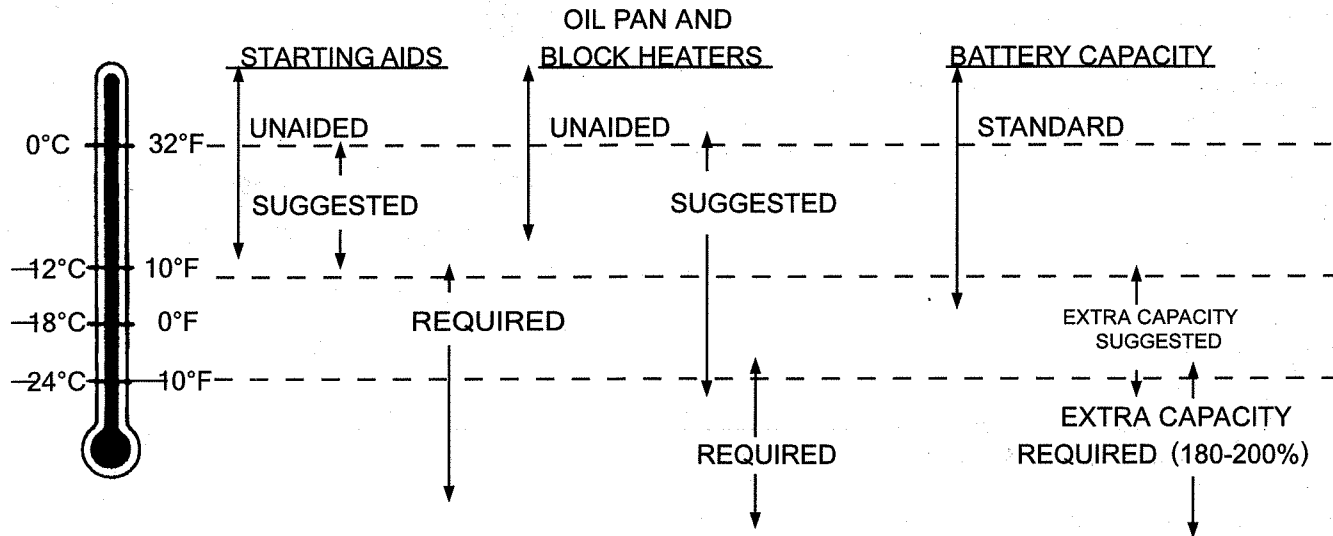 OIL PAN AND
STARTING AIDS
BLOCK HEATERS
BATTERY CAPACITY
UNAIDED
UNAIDED
STANDARD
0°C
32°F
SUGGESTED
SUGGESTED
–12°C
10°F
–18°C
0°F
REQUIRED
EXTRA CAPACITY
SUGGESTED
–24°C
–10°F
EXTRA CAPACITY
REQUIRED (180-200%)
REQUIRED